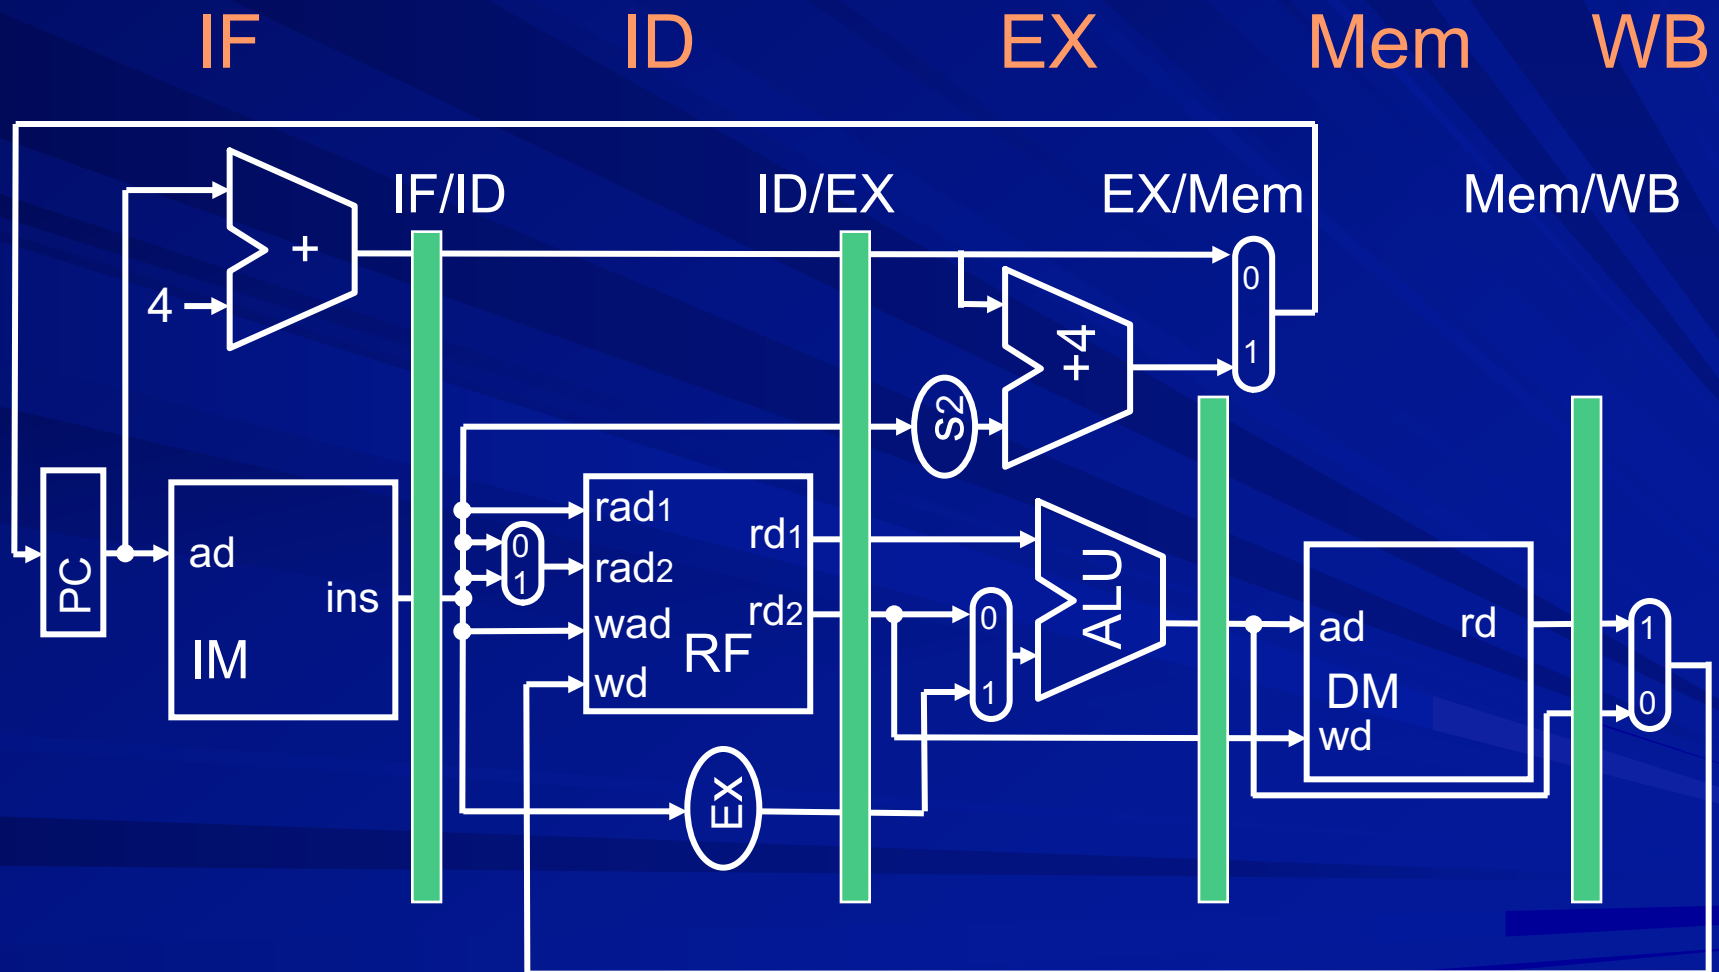 IF ID EX Mem WB
IF/ID ID/EX EX/Mem Mem/WB
+
4
0
1
+4
s2
PC
ad
ins
IM
0
1
rad1
rad2
wad
wd
rd1
rd2
RF
EX
0
1
ALU
ad
rd
DM
wd
1
0